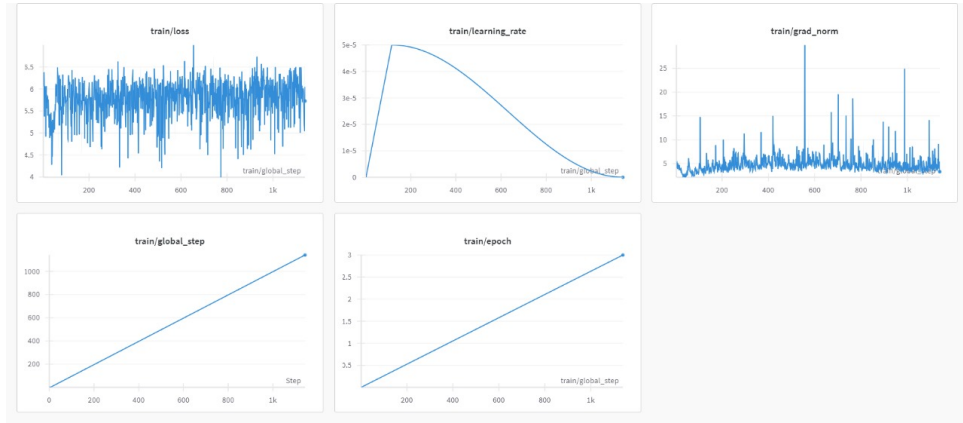 train/loss
6.5
6
5.5
5
4.5
4
200
400
600
800
1k
train/global_step
train/learning_rate
5e-5
4e-5
3e-5
2e-5
1e-5
0
200
400
600
800
1k
train/global_step
train/grad_norm
25
20
15
10
5
200
400
600
800
1k
train/global_step
train/global_step
1000
800
600
400
200
0
200
400
600
800
1k
Step
train/epoch
3
2.5
2
1.5
1
0.5
200
400
600
800
1k
train/global_step